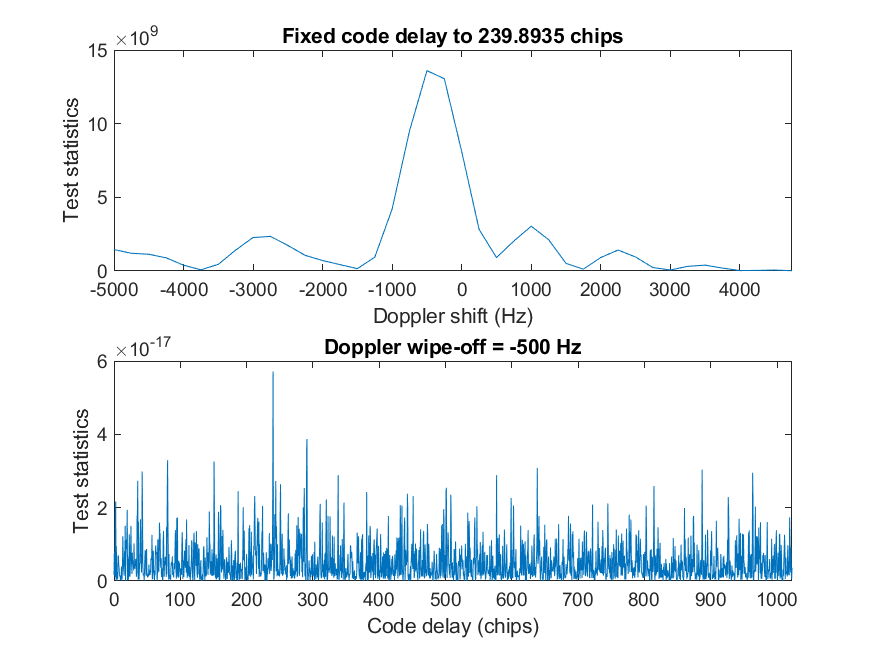 ×10^9
Fixed code delay to 239.8935 chips
15
10
5
0
Test statistics
-5000 -4000 -3000 -2000 -1000 0 1000 2000 3000 4000
Doppler shift (Hz)
×10^-17
Doppler wipe-off = -500 Hz
6
4
2
0
Test statistics
0 100 200 300 400 500 600 700 800 900 1000
Code delay (chips)